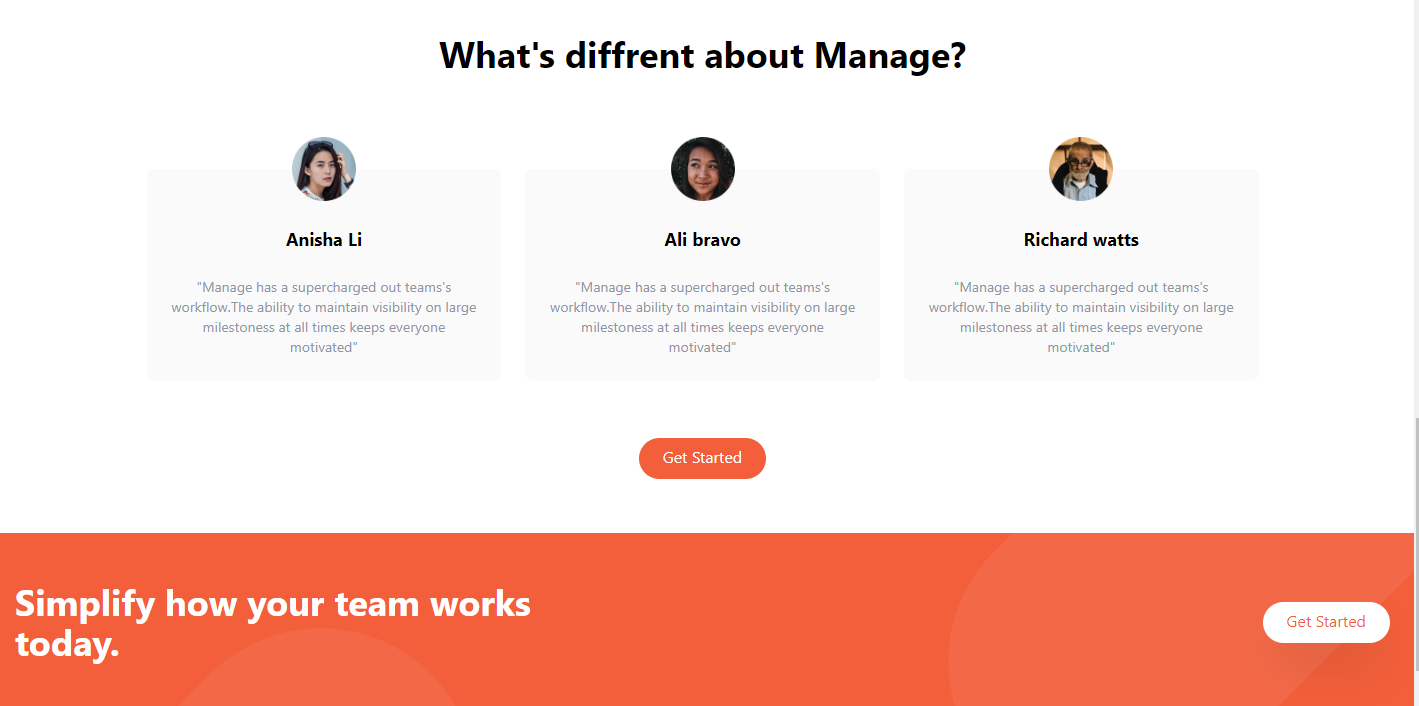 What's diffrent about Manage?
Anisha Li
"Manage has a supercharged out teams's
workflow.The ability to maintain visibility on large
milestoness at all times keeps everyone
motivated"
Ali bravo
"Manage has a supercharged out teams's
workflow.The ability to maintain visibility on large
milestoness at all times keeps everyone
motivated"
Richard watts
"Manage has a supercharged out teams's
workflow.The ability to maintain visibility on large
milestoness at all times keeps everyone
motivated"
Get Started
Simplify how your team works
today.
Get Started